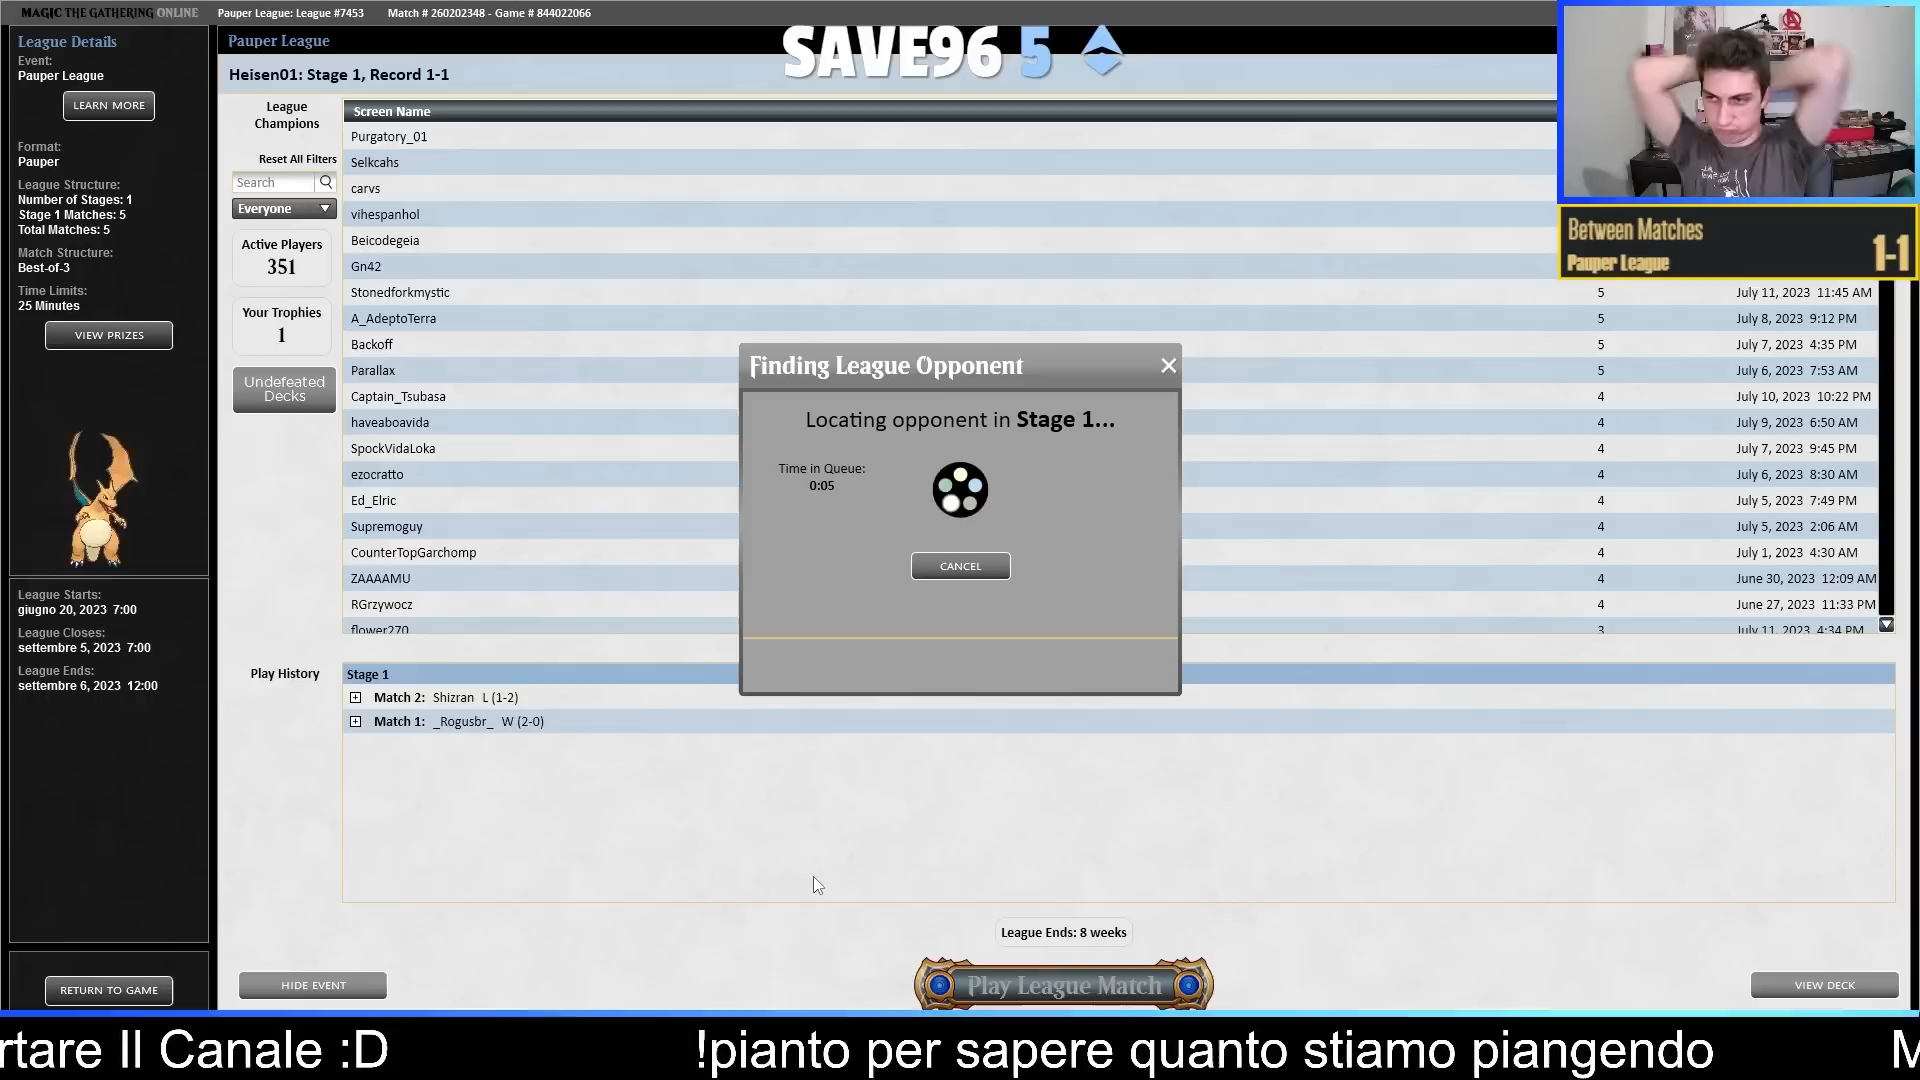 MAGIC THE GATHERING ONLINE
Pauper League: League #7453
Match # 260202348 - Game # 844022066
League Details
Event:
Pauper League
LEARN MORE
Format:
Pauper
League Structure:
Number of Stages: 1
Stage 1 Matches: 5
Total Matches: 5
Match Structure:
Best-of-3
Time Limits:
25 Minutes
VIEW PRIZES
League Starts:
giugno 20, 2023 7:00
League Closes:
settembre 5, 2023 7:00
League Ends:
settembre 6, 2023 12:00
RETURN TO GAME
Pauper League
SAVE96 5
Heisen01: Stage 1, Record 1-1
League
Champions
Reset All Filters
Search
Everyone
Active Players
351
Your Trophies
1
Undefeated
Decks
Screen Name
Purgatory_01
Selkcahs
carvs
vihespanhol
Beicodegeia
Gn42
Stonedforkmystic 5 July 11, 2023 11:45 AM
A_AdeptoTerra 5 July 8, 2023 9:12 PM
Backoff 5 July 7, 2023 4:35 PM
Parallax 5 July 6, 2023 7:53 AM
Captain_Tsubasa 4 July 10, 2023 10:22 PM
haveaboavida 4 July 9, 2023 6:50 AM
SpockVidaLoka 4 July 7, 2023 9:45 PM
ezocratto 4 July 6, 2023 8:30 AM
Ed_Elric 4 July 5, 2023 7:49 PM
Supremoguy 4 July 5, 2023 2:06 AM
CounterTopGarchomp 4 July 1, 2023 4:30 AM
ZAAAAMU 4 June 30, 2023 12:09 AM
RGrzywocz 4 June 27, 2023 11:33 PM
flower270 3 July 11, 2023 4:34 PM
Between Matches
Pauper League
1-1
Finding League Opponent
Locating opponent in Stage 1...
Time in Queue:
0:05
CANCEL
Play History
Stage 1
Match 2: Shizran L (1-2)
Match 1: _Rogusbr_ W (2-0)
League Ends: 8 weeks
HIDE EVENT
Play League Match
VIEW DECK
rtare Il Canale :D !pianto per sapere quanto stiamo piangendo M